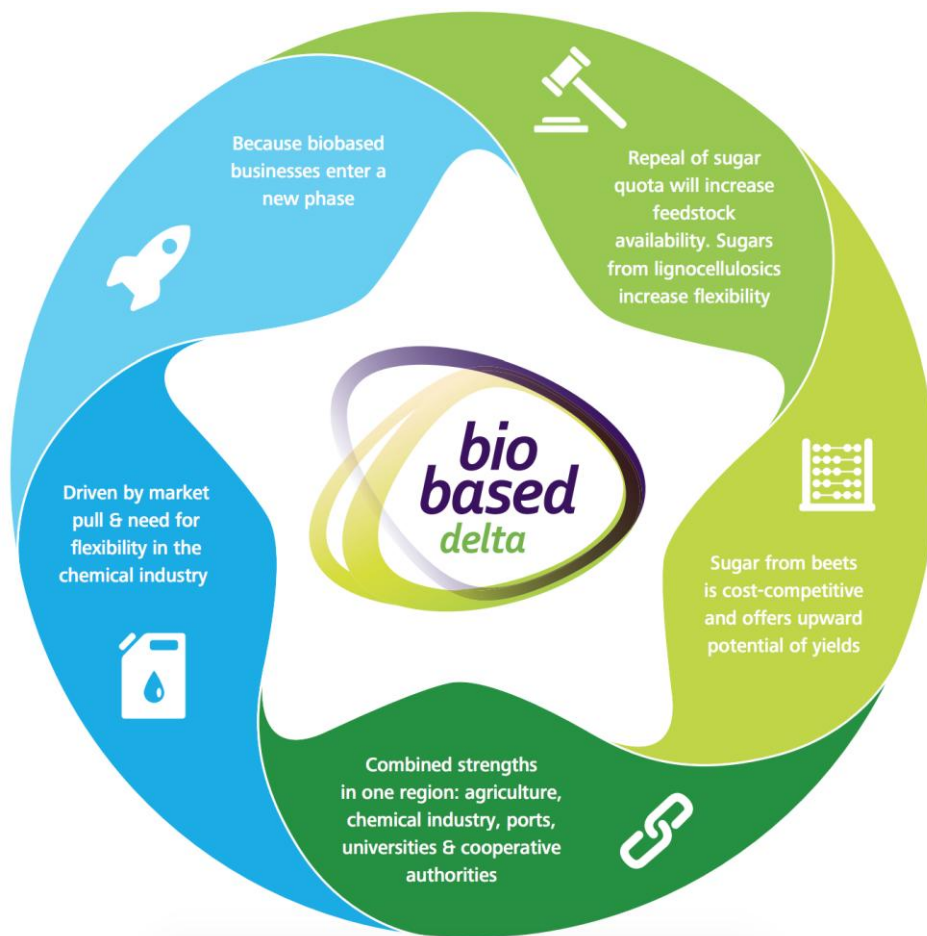 Because biobased
businesses enter a
new phase
Repeal of sugar
quota will increase
feedstock
availability. Sugars
from lignocellulosics
increase flexibility
Sugar from beets
is cost-competitive
and offers upward
potential of yields
Combined strengths
in one region: agriculture,
chemical industry, ports,
universities & cooperative
authorities
Driven by market
pull & need for
flexibility in the
chemical industry
bio
based
delta